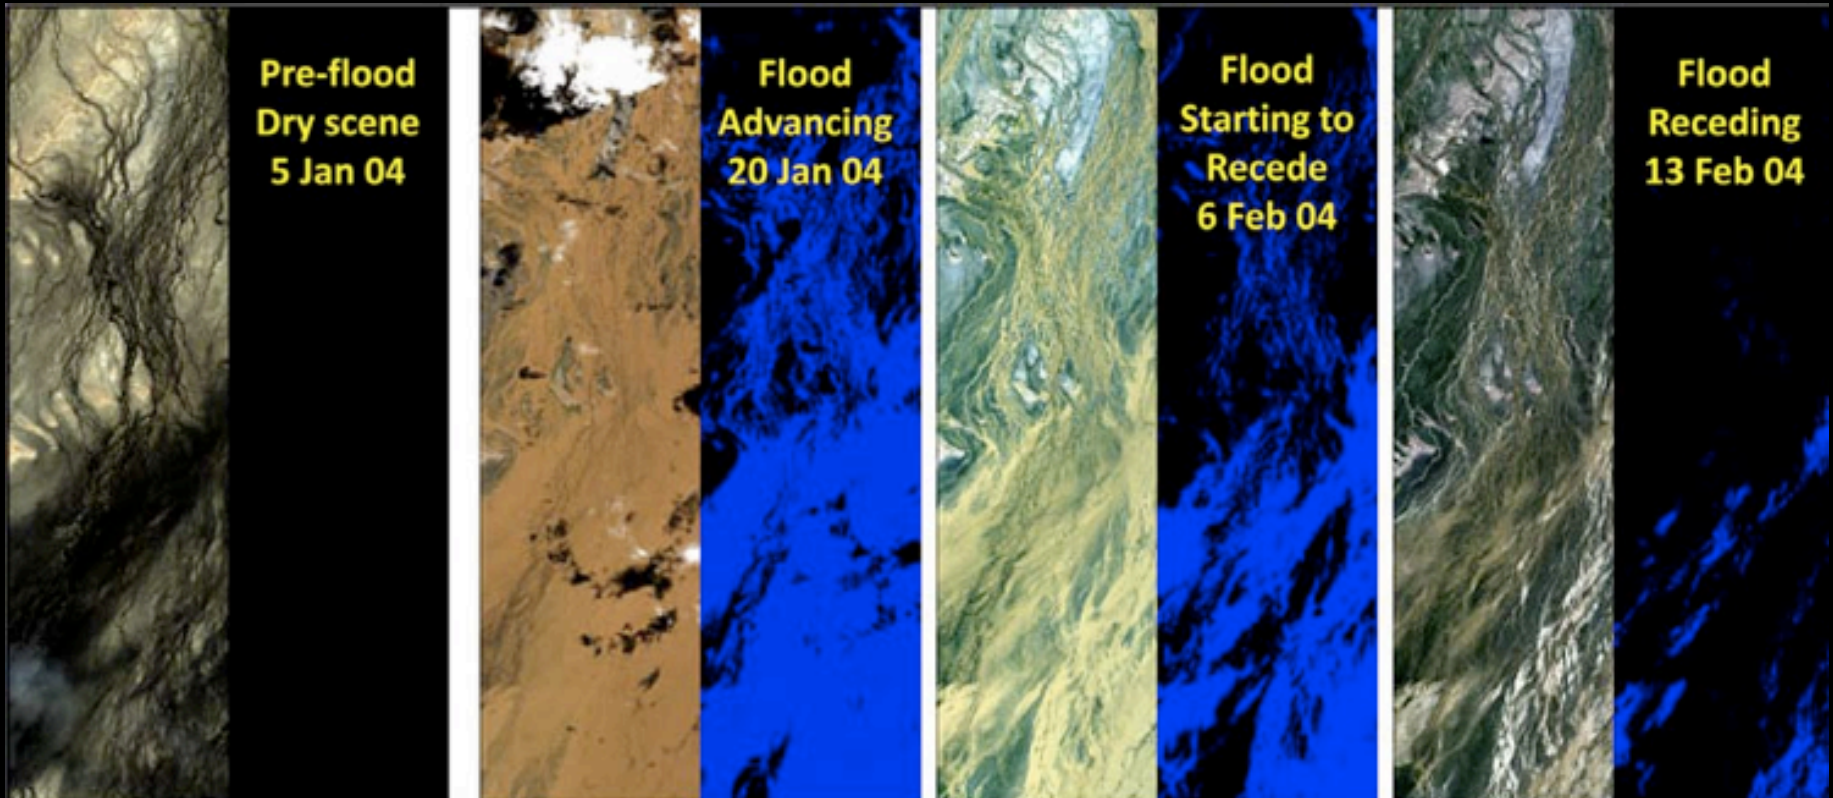 Pre-flood
Dry scene
5 Jan 04
Flood
Advancing
20 Jan 04
Flood
Starting to
Recede
6 Feb 04
Flood
Receding
13 Feb 04